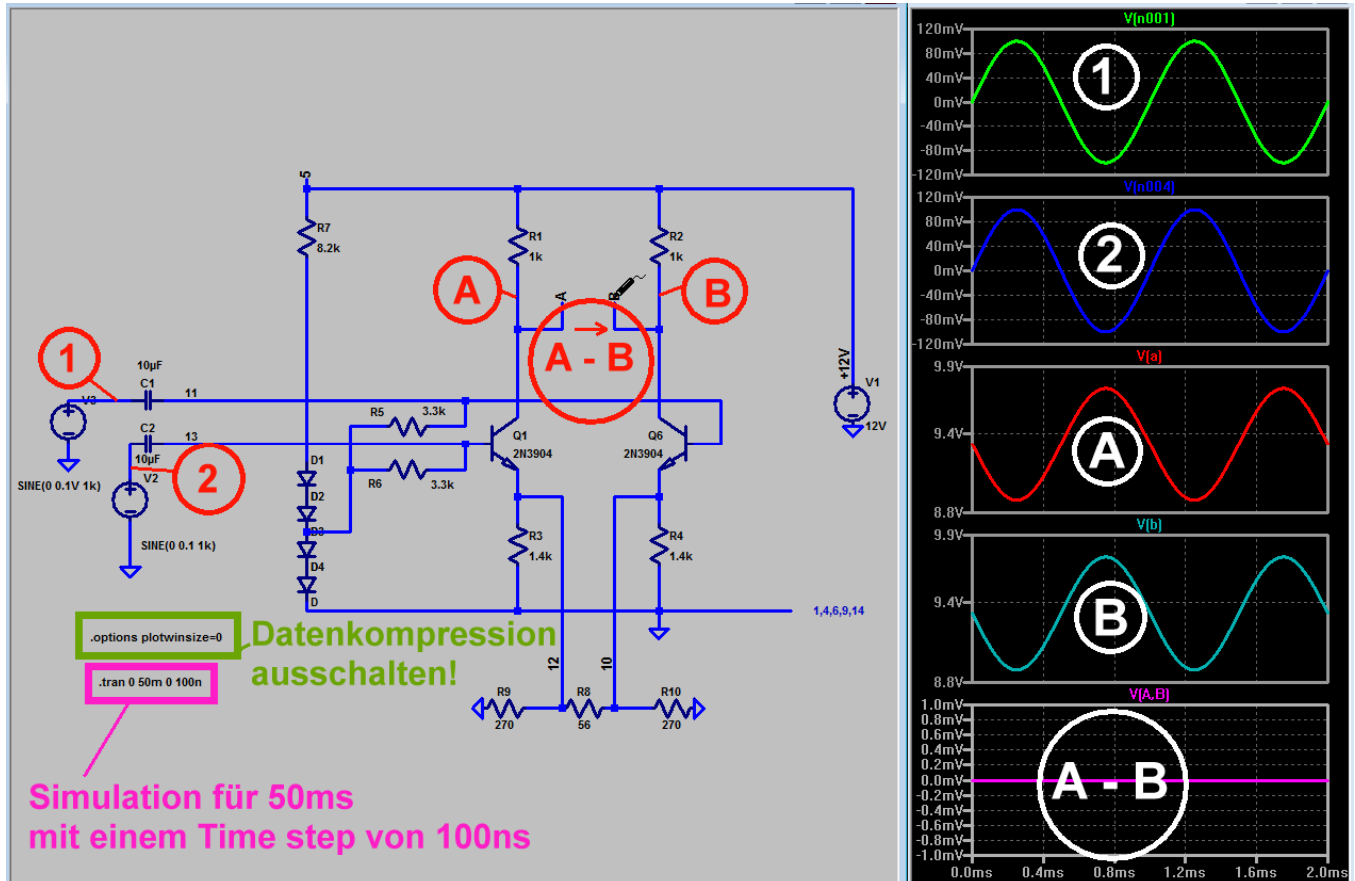 5
R7
8.2k
R1
1k
R2
1k
A
B
A
B
A - B
1
10µF
C1
11
V3
C2
13
10µF
V2
2
SINE(0 0.1V 1k)
SINE(0 0.1 1k)
R5
3.3k
R6
3.3k
Q1
2N3904
Q6
2N3904
+12V
V1
12V
D1
D2
D3
D4
D
R3
1.4k
R4
1.4k
1,4,6,9,14
12
10
R9
270
R8
56
R10
270
.options plotwinsize=0
Datenkompression
ausschalten!
.tran 0 50m 0 100n
Simulation für 50ms
mit einem Time step von 100ns
V(n001)
120mV
80mV
40mV
0mV
-40mV
-80mV
-120mV
1
V(n004)
120mV
80mV
40mV
0mV
-40mV
-80mV
-120mV
2
V(a)
9.9V
9.4V
8.8V
A
V(b)
9.9V
9.4V
8.8V
B
V(A,B)
1.0mV
0.8mV
0.6mV
0.4mV
0.2mV
0.0mV
-0.2mV
-0.4mV
-0.6mV
-0.8mV
-1.0mV
A - B
0.0ms
0.4ms
0.8ms
1.2ms
1.6ms
2.0ms